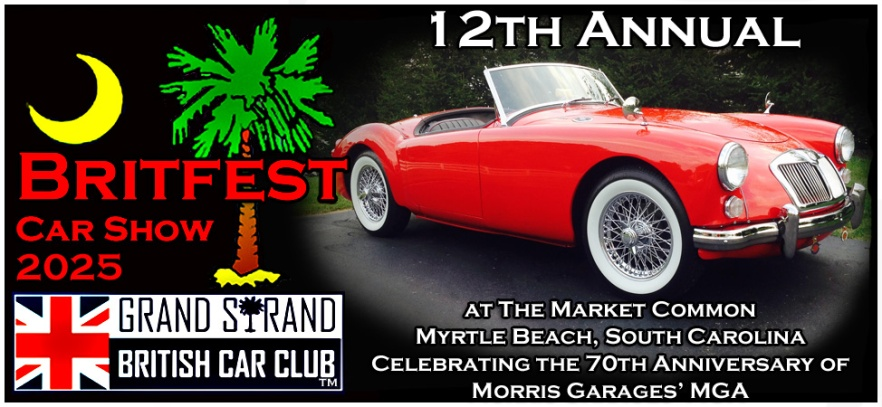 12TH ANNUAL
BRITFEST
CAR SHOW
2025
GRAND STRAND
BRITISH CAR CLUB
TM
AT THE MARKET COMMON
MYRTLE BEACH, SOUTH CAROLINA
CELEBRATING THE 70TH ANNIVERSARY OF
MORRIS GARAGES' MGA